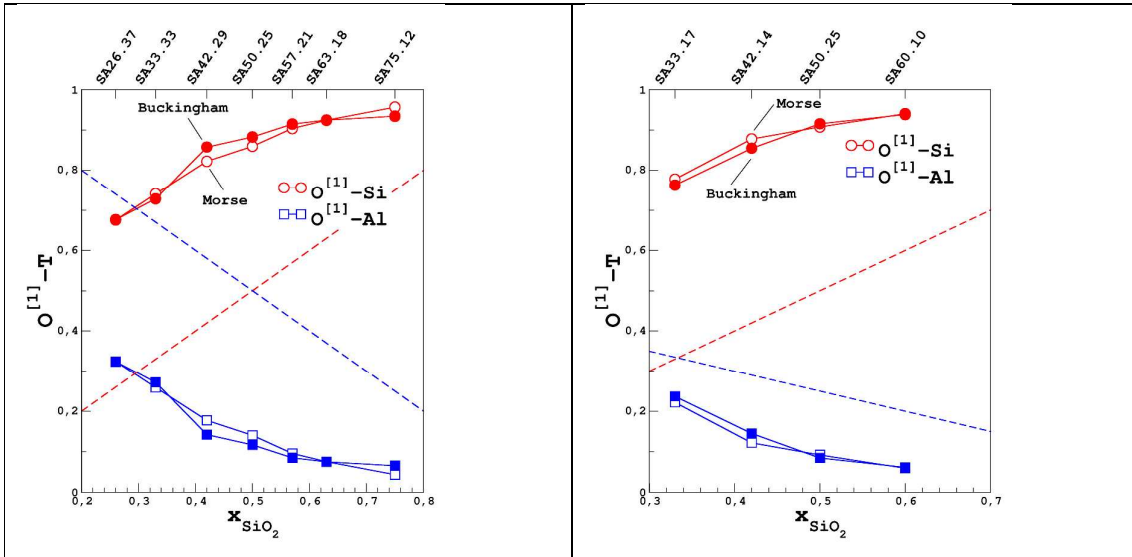 SA26.37
SA33.33
SA42.29
SA50.25
SA57.21
SA63.18
SA75.12
1
0,8
0,6
0,4
0,2
0
O[1]-T
Buckingham
Morse
O[1]-Si
O[1]-Al
0,2
0,3
0,4
0,5
0,6
0,7
0,8
xSiO2
SA33.17
SA42.14
SA50.25
SA60.10
1
0,8
0,6
0,4
0,2
0
O[1]-T
Morse
Buckingham
O[1]-Si
O[1]-Al
0,3
0,4
0,5
0,6
0,7
xSiO2